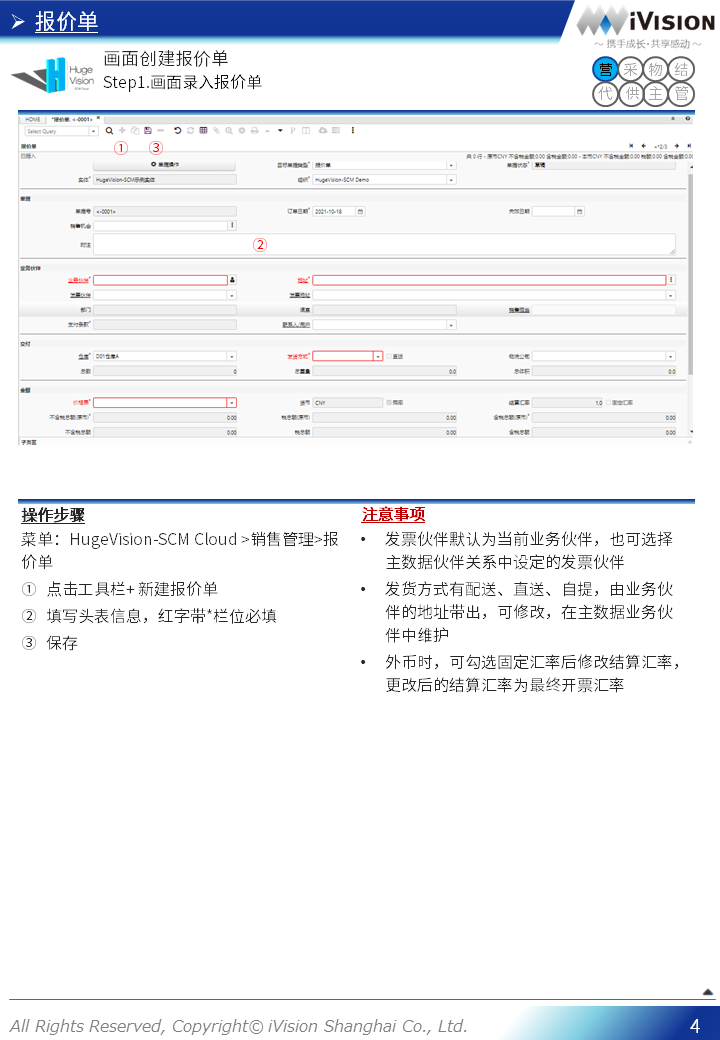 报价单
iVISION
～携手成长·共享感动～
Huge
Vision
画面创建报价单
Step1.画面录入报价单
营 采 物 结
代 供 主 管
HOME *报价单: <-0001> ×
Select Query
① ③
报价单 *2/3
已插入 共 0 行 - 原币CNY 不含税金额:0.00 含税金额:0.00 - 本币CNY 不含税金额:0.00 税额:0.00 含税金额:0.00
单据操作 目标单据类型* 报价单 单据状态* 草稿
实体* HugeVision-SCM示例实体 组织* HugeVision-SCM Demo
单据
单据号 <-0001> 订单日期* 2021-10-18 失效日期
销售机会
附注 ②
业务伙伴
业务伙伴* 地址*
发票伙伴 发票地址
部门 课室 销售担当
支付条款* 联系人/用户
交付
仓库* D01仓库A 发货方式* 直运 物流公司
总数 0 总重量 0.0 总体积 0.0
金额
价格表* 货币 CNY 结算汇率 1.0 固定汇率
不含税总额(原币)* 0.00 税总额(原币) 0.00 含税总额(原币)* 0.00
不含税总额 0.00 税总额 0.00 含税总额 0.00
子页面
操作步骤
菜单：HugeVision-SCM Cloud >销售管理>报
价单
① 点击工具栏+ 新建报价单
② 填写头表信息，红字带*栏位必填
③ 保存
注意事项
• 发票伙伴默认为当前业务伙伴，也可选择
主数据伙伴关系中设定的发票伙伴
• 发货方式有配送、直送、自提，由业务伙
伴的地址带出，可修改，在主数据业务伙
伴中维护
• 外币时，可勾选固定汇率后修改结算汇率，
更改后的结算汇率为最终开票汇率
All Rights Reserved, Copyright© iVision Shanghai Co., Ltd.
4